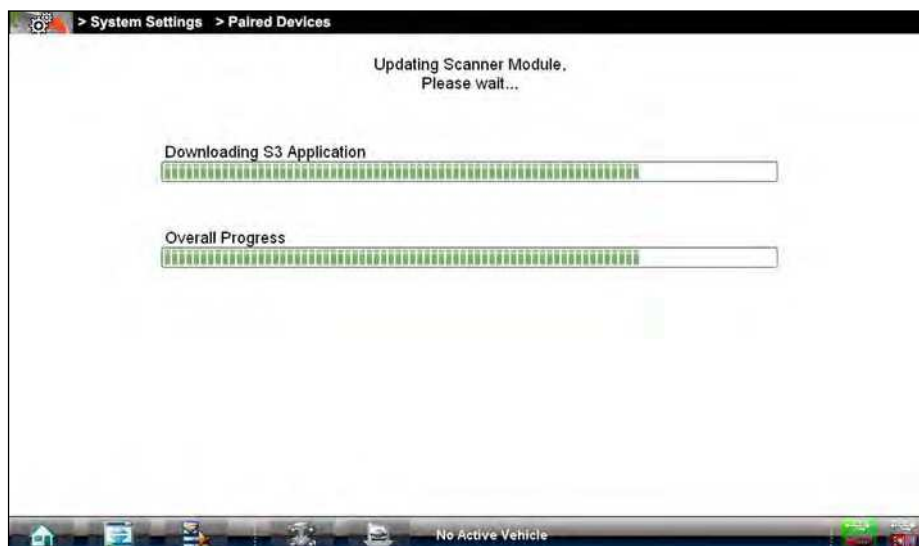 > System Settings > Paired Devices
Updating Scanner Module,
Please wait...
Downloading S3 Application
Overall Progress
No Active Vehicle